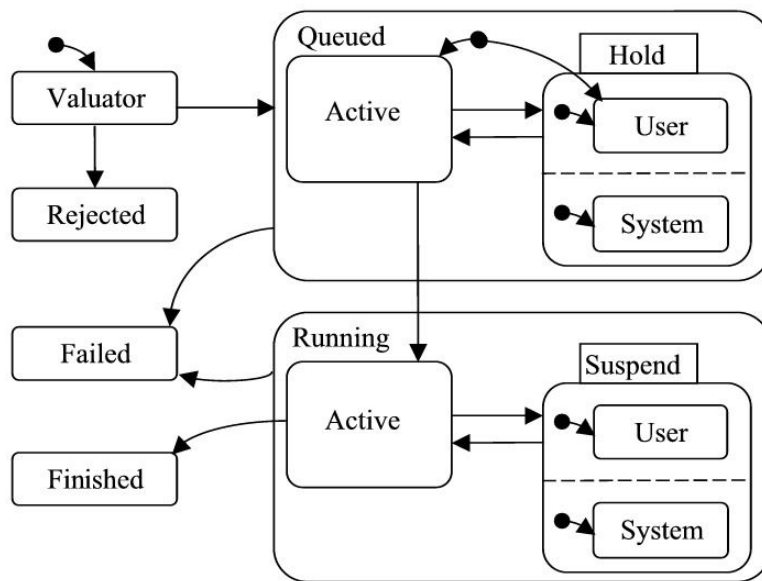 Queued
Hold
Valuator
Active
User
Rejected
System
Running
Failed
Suspend
Active
User
Finished
System